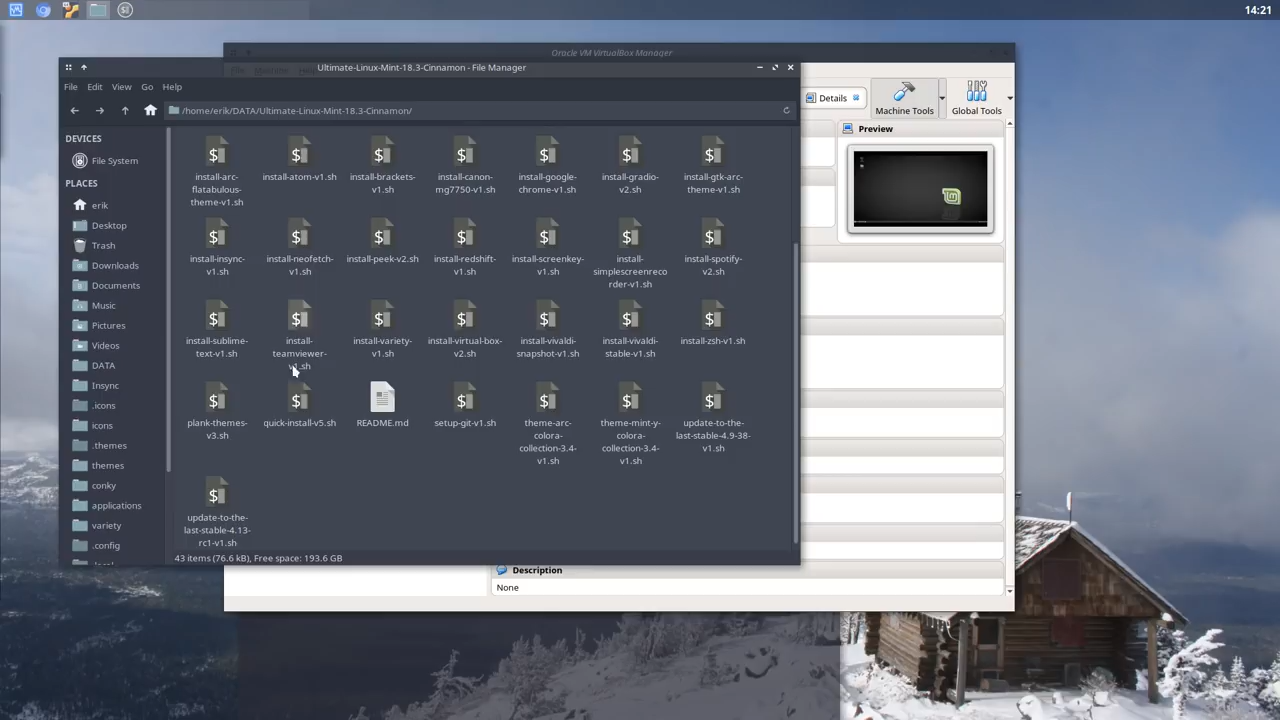 14:21
Oracle VM VirtualBox Manager
Ultimate-Linux-Mint-18.3-Cinnamon - File Manager
File Edit View Go Help
/home/erik/DATA/Ultimate-Linux-Mint-18.3-Cinnamon/
Details
Machine Tools
Global Tools
Preview
DEVICES
File System
PLACES
erik
Desktop
Trash
Downloads
Documents
Music
Pictures
Videos
DATA
Insync
.icons
icons
.themes
themes
conky
applications
variety
.config
install-arc-
flatabulous-
theme-v1.sh
install-atom-v1.sh
install-brackets-
v1.sh
install-canon-
mg7750-v1.sh
install-google-
chrome-v1.sh
install-gradio-
v2.sh
install-gtk-arc-
theme-v1.sh
install-insync-
v1.sh
install-neofetch-
v1.sh
install-peek-v2.sh
install-redshift-
v1.sh
install-screenkey-
v1.sh
install-
simplescreenreco
rder-v1.sh
install-spotify-
v2.sh
install-sublime-
text-v1.sh
install-
teamviewer-
v1.sh
install-variety-
v1.sh
install-virtual-box-
v2.sh
install-vivaldi-
snapshot-v1.sh
install-vivaldi-
stable-v1.sh
install-zsh-v1.sh
plank-themes-
v3.sh
quick-install-v5.sh
README.md
setup-git-v1.sh
theme-arc-
colora-
collection-3.4-
v1.sh
theme-mint-y-
colora-
collection-3.4-
v1.sh
update-to-the-
last-stable-4.9-38-
v1.sh
update-to-the-
last-stable-4.13-
rc1-v1.sh
43 items (76.6 kB), Free space: 193.6 GB
Description
None